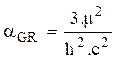 α_GR = 3.μ² / h².c²